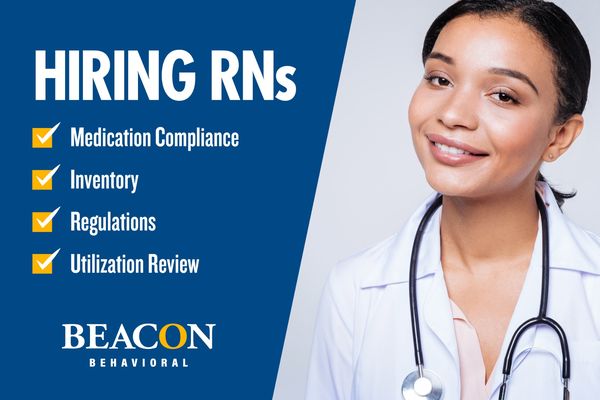 HIRING RNs
Medication Compliance
Inventory
Regulations
Utilization Review
BEACON
BEHAVIORAL